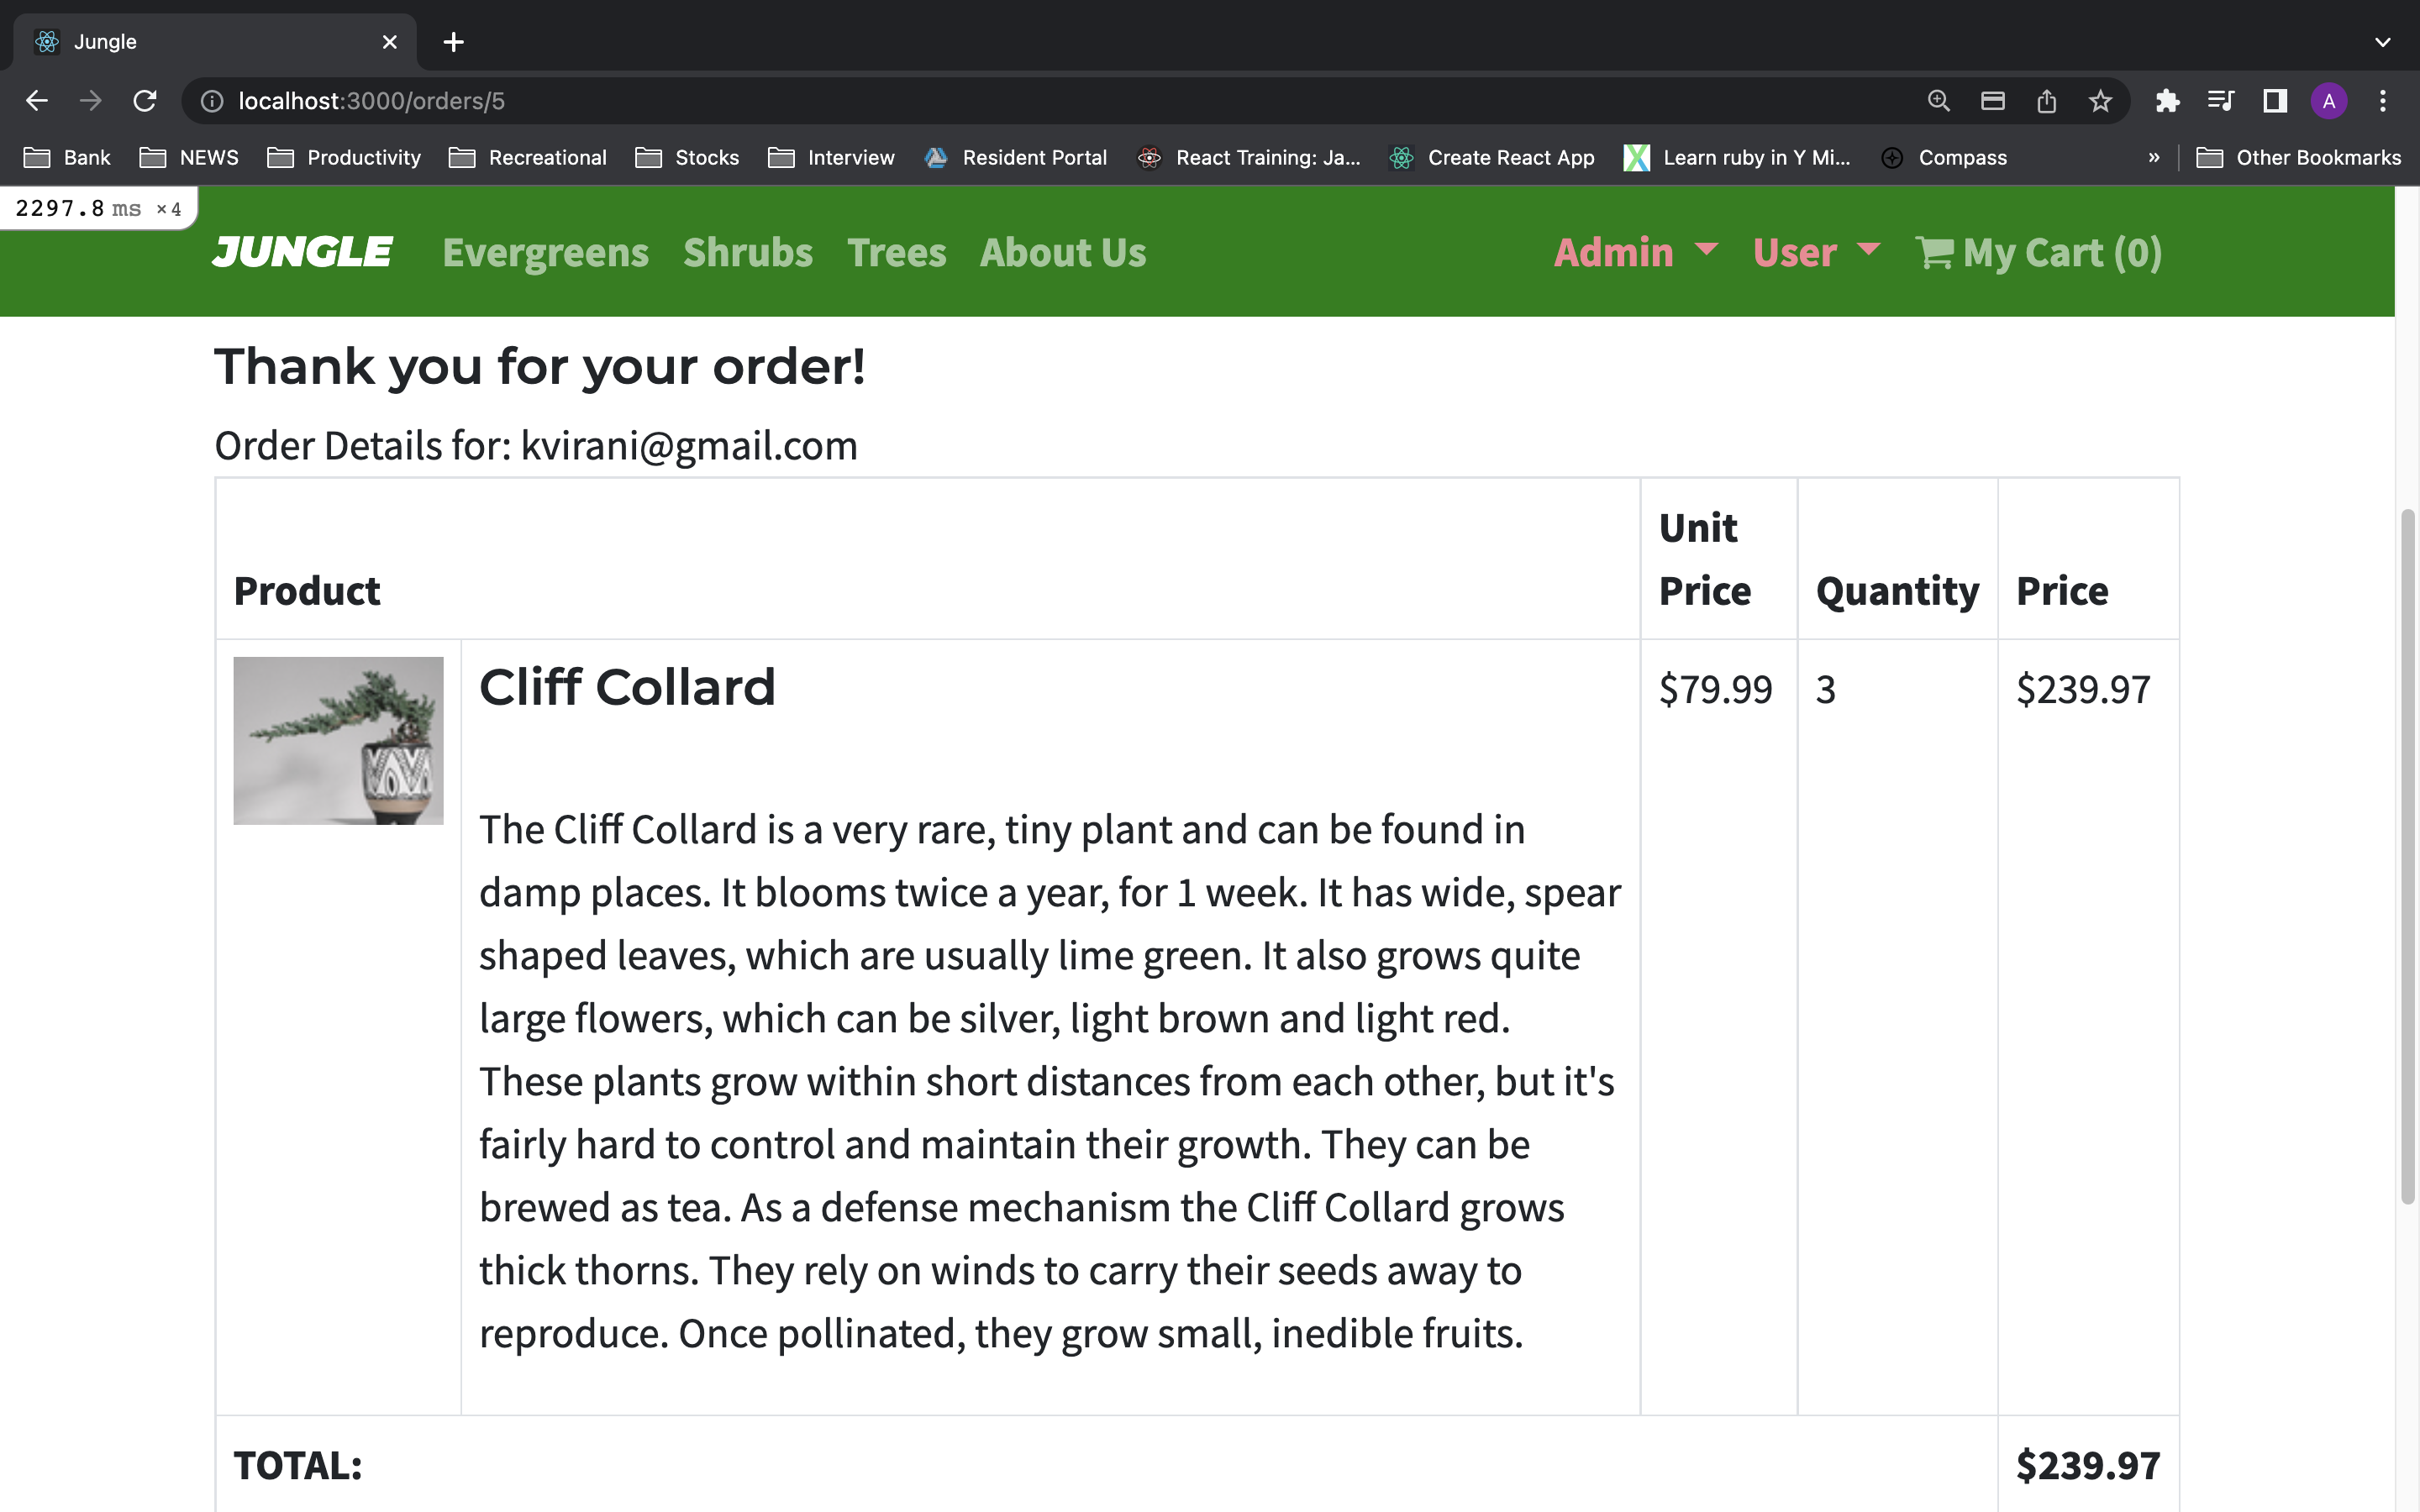 Jungle
localhost:3000/orders/5
A
Bank NEWS Productivity Recreational Stocks Interview Resident Portal React Training: Ja... Create React App Learn ruby in Y Mi... Compass » Other Bookmarks
2297.8 ms ×4
JUNGLE Evergreens Shrubs Trees About Us Admin User My Cart (0)
Thank you for your order!
Order Details for: kvirani@gmail.com
Product Unit Price Quantity Price
Cliff Collard $79.99 3 $239.97
The Cliff Collard is a very rare, tiny plant and can be found in
damp places. It blooms twice a year, for 1 week. It has wide, spear
shaped leaves, which are usually lime green. It also grows quite
large flowers, which can be silver, light brown and light red.
These plants grow within short distances from each other, but it's
fairly hard to control and maintain their growth. They can be
brewed as tea. As a defense mechanism the Cliff Collard grows
thick thorns. They rely on winds to carry their seeds away to
reproduce. Once pollinated, they grow small, inedible fruits.
TOTAL: $239.97